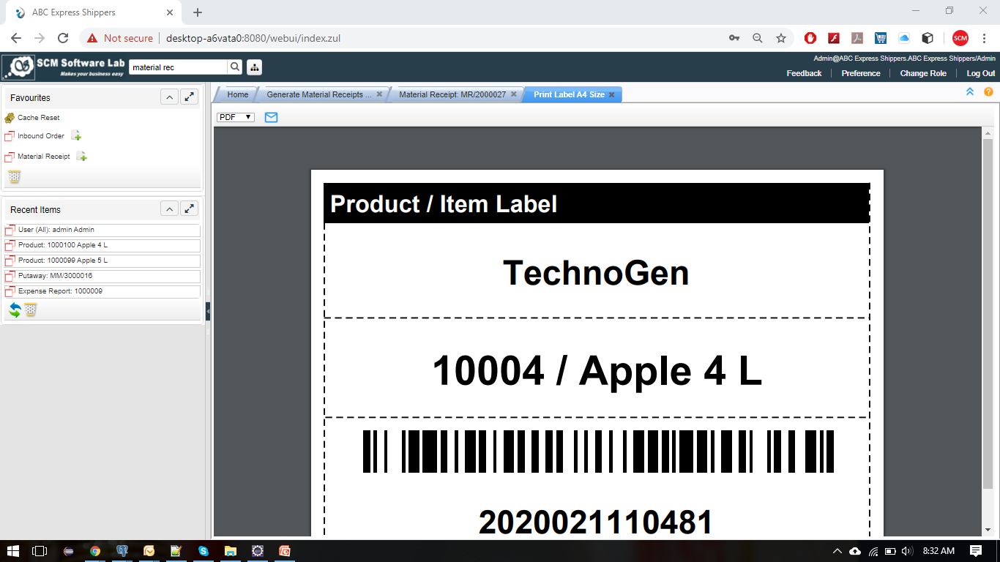 ABC Express Shippers
Not secure | desktop-a6vata0:8080/webui/index.zul
SCM
SCM Software Lab
Makes your business easy
material rec
Admin@ABC Express Shippers.ABC Express Shippers/Admin
Feedback | Preference | Change Role | Log Out
Favourites
Cache Reset
Inbound Order
Material Receipt
Recent Items
User (All): admin Admin
Product: 1000100 Apple 4 L
Product: 1000099 Apple 5 L
Putaway: MM/3000016
Expense Report: 1000009
Home
Generate Material Receipts ...
Material Receipt: MR/2000027
Print Label A4 Size
PDF
Product / Item Label
TechnoGen
10004 / Apple 4 L
2020021110481
8:32 AM